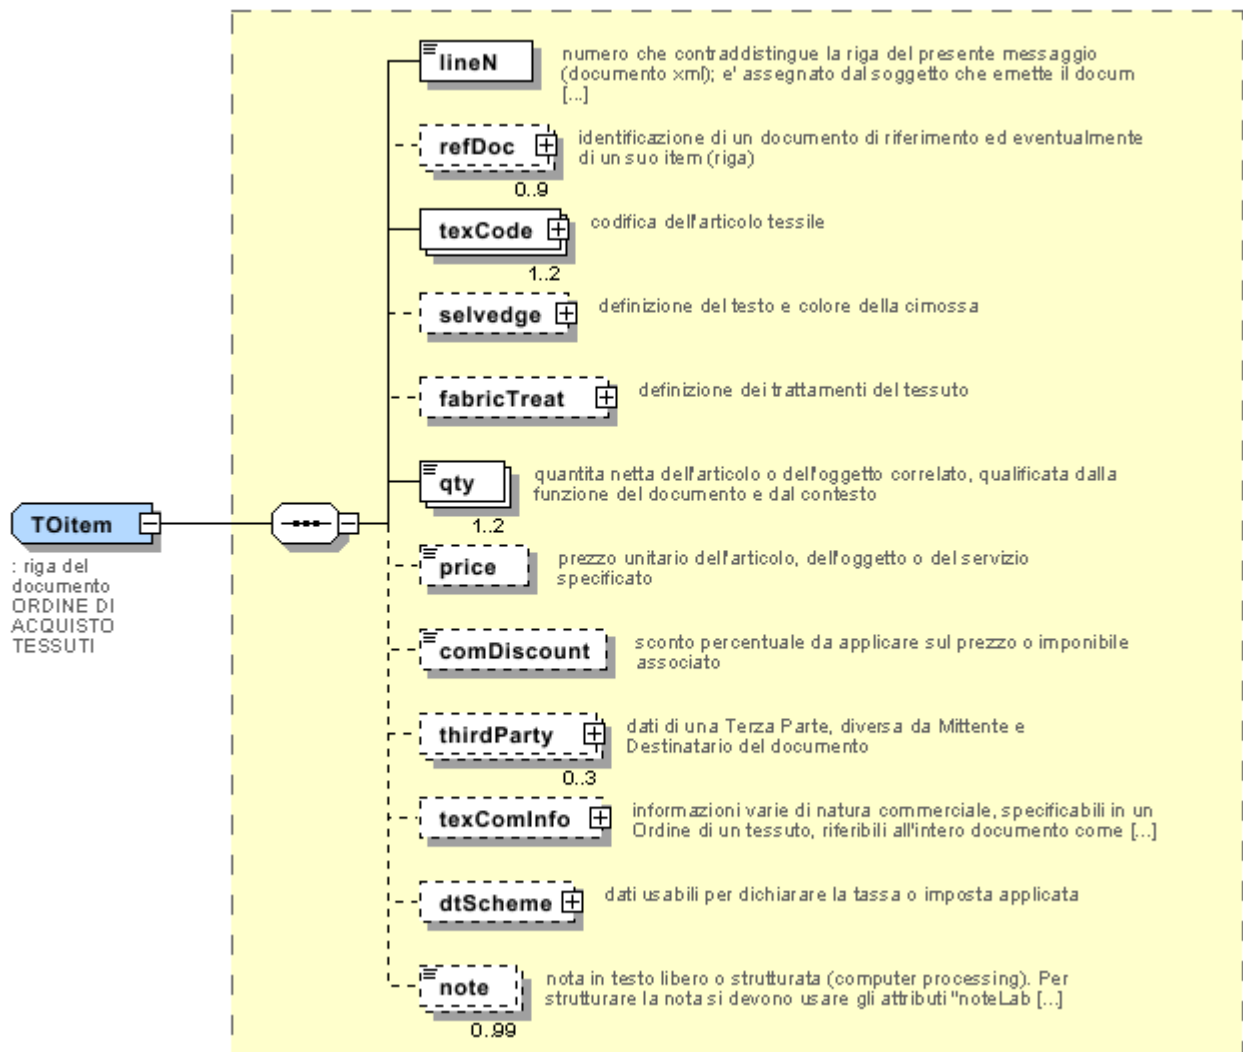 lineN
numero che contraddistingue la riga del presente messaggio
(documento xml); e' assegnato dal soggetto che emette il docum
[...]
refDoc
0..9
identificazione di un documento di riferimento ed eventualmente
di un suo item (riga)
texCode
1..2
codifica dell'articolo tessile
selvedge
definizione del testo e colore della cimossa
fabricTreat
definizione dei trattamenti del tessuto
qty
1..2
quantita netta dell'articolo o dell'oggetto correlato, qualificata dalla
funzione del documento e dal contesto
TOitem
: riga del
documento
ORDINE DI
ACQUISTO
TESSUTI
price
prezzo unitario dell'articolo, dell'oggetto o del servizio
specificato
comDiscount
sconto percentuale da applicare sul prezzo o imponibile
associato
thirdParty
0..3
dati di una Terza Parte, diversa da Mittente e
Destinatario del documento
texComInfo
informazioni varie di natura commerciale, specificabili in un
Ordine di un tessuto, riferibili all'intero documento come [...]
dtScheme
dati usabili per dichiarare la tassa o imposta applicata
note
0..99
nota in testo libero o strutturata (computer processing). Per
strutturare la nota si devono usare gli attributi "noteLab [...]